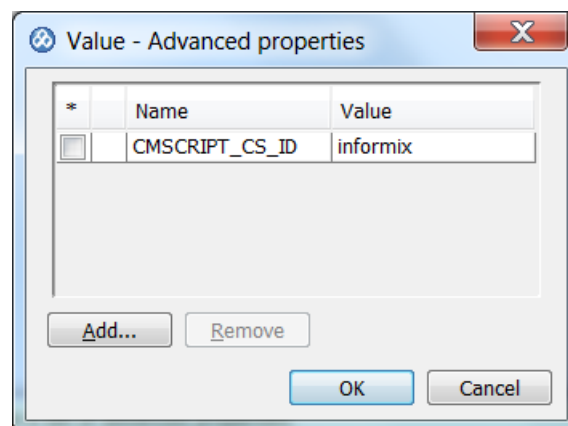 Value - Advanced properties
* Name Value
CMSCRIPT_CS_ID informix
Add... Remove
OK Cancel